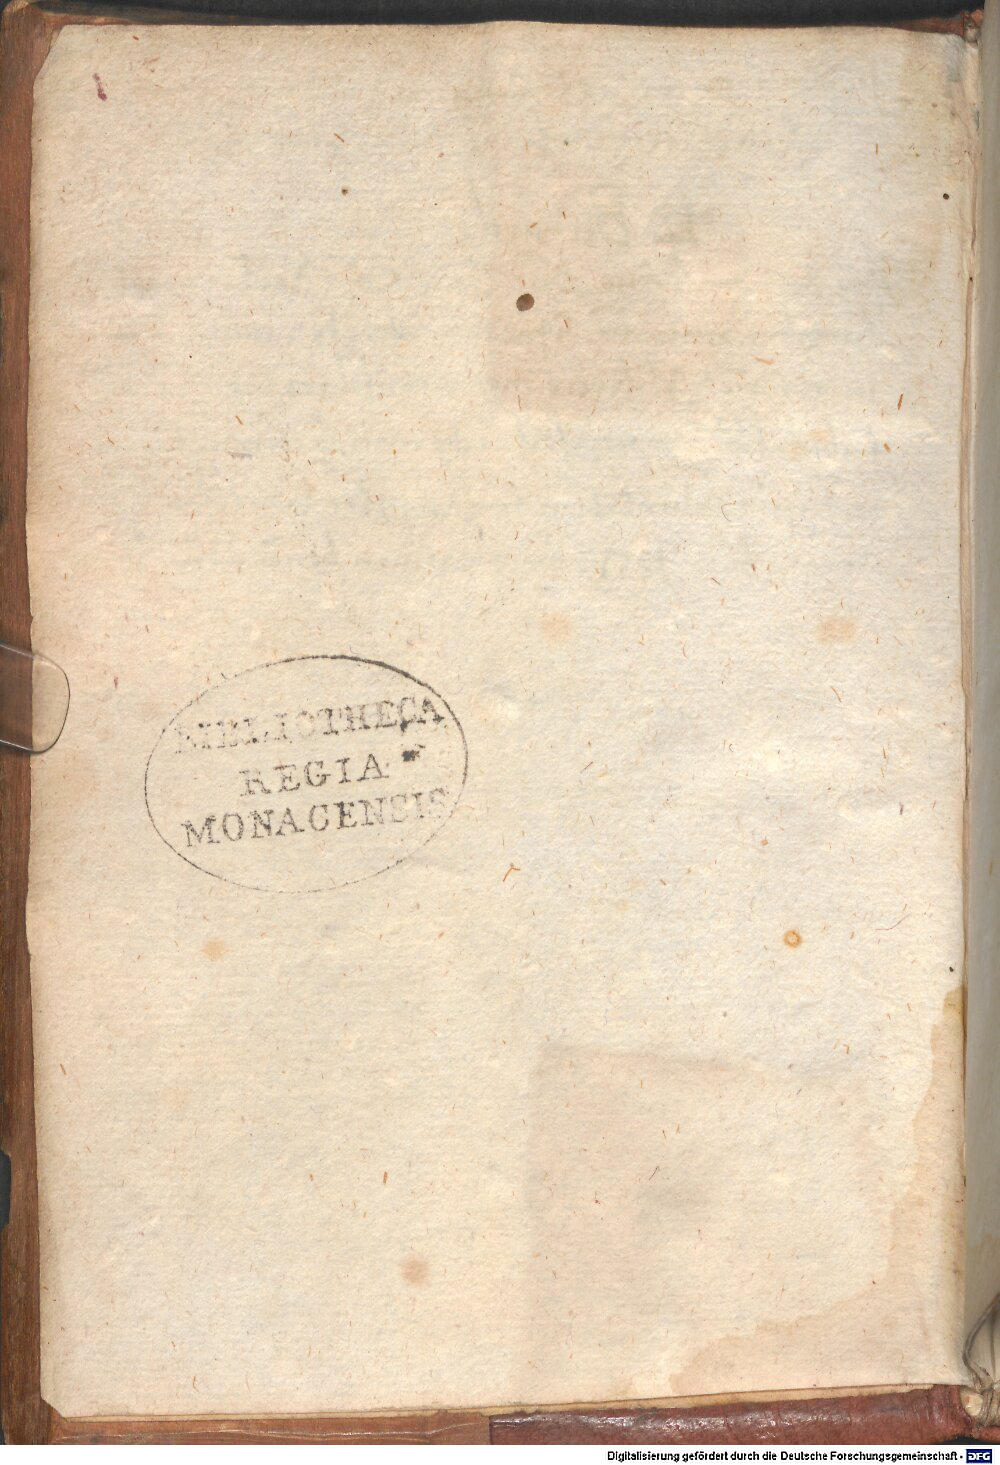 BIBLIOTHECA
REGIA
MONACENSIS
Digitalisierung gefördert durch die Deutsche Forschungsgemeinschaft - DFG